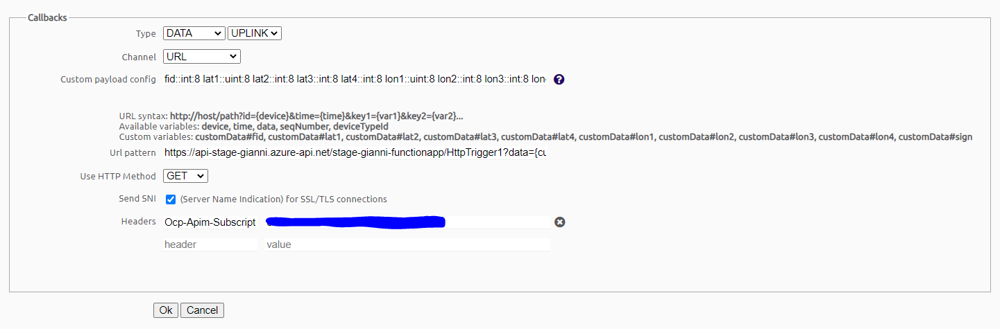 Callbacks
Type DATA UPLINK
Channel URL
Custom payload config fid::int:8 lat1::uint:8 lat2::int:8 lat3::int:8 lat4::int:8 lon1::uint:8 lon2::int:8 lon3::int:8 lon
URL syntax: http://host/path?id={device}&time={time}&key1={var1}&key2={var2}...
Available variables: device, time, data, seqNumber, deviceTypeId
Custom variables: customData#fid, customData#lat1, customData#lat2, customData#lat3, customData#lat4, customData#lon1, customData#lon2, customData#lon3, customData#lon4, customData#sign
Url pattern https://api-stage-gianni.azure-api.net/stage-gianni-functionapp/HttpTrigger1?data={cu
Use HTTP Method GET
Send SNI (Server Name Indication) for SSL/TLS connections
Headers Ocp-Apim-Subscript
header value
Ok Cancel